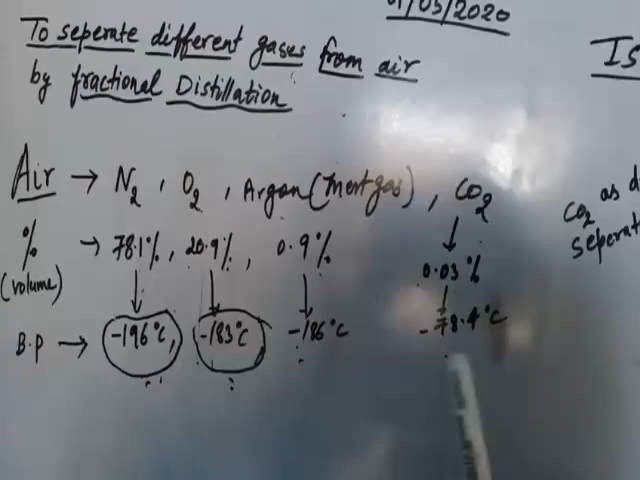 /03/2020
To seperate different gases from air
by fractional Distillation
Is
Air → N2, O2, Argon (Inert gas), CO2
% → 78.1%, 20.9%, 0.9% 0.03%
(volume)
B.P → -196°C, -183°C -186°C -78.4°C
CO2 as d
seperat